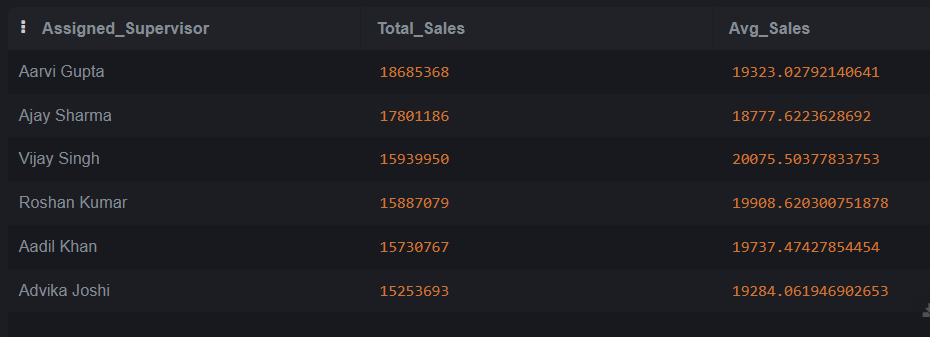 Assigned_Supervisor Total_Sales Avg_Sales
Aarvi Gupta 18685368 19323.02792140641
Ajay Sharma 17801186 18777.6223628692
Vijay Singh 15939950 20075.50377833753
Roshan Kumar 15887079 19908.620300751878
Aadil Khan 15730767 19737.47427854454
Advika Joshi 15253693 19284.061946902653